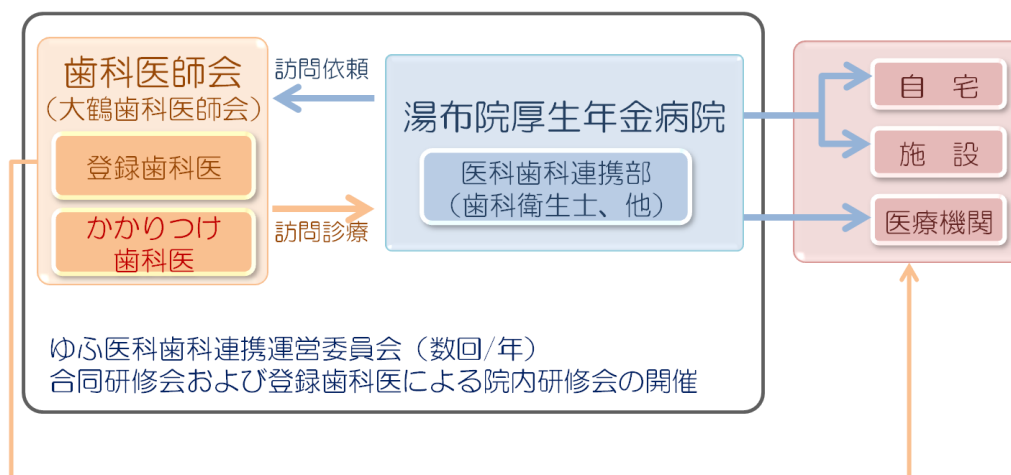 歯科医師会
（大鶴歯科医師会）
登録歯科医
かかりつけ
歯科医
訪問依頼
訪問診療
湯布院厚生年金病院
医科歯科連携部
（歯科衛生士、他）
自　宅
施　設
医療機関
ゆふ医科歯科連携運営委員会（数回/年）
合同研修会および登録歯科医による院内研修会の開催